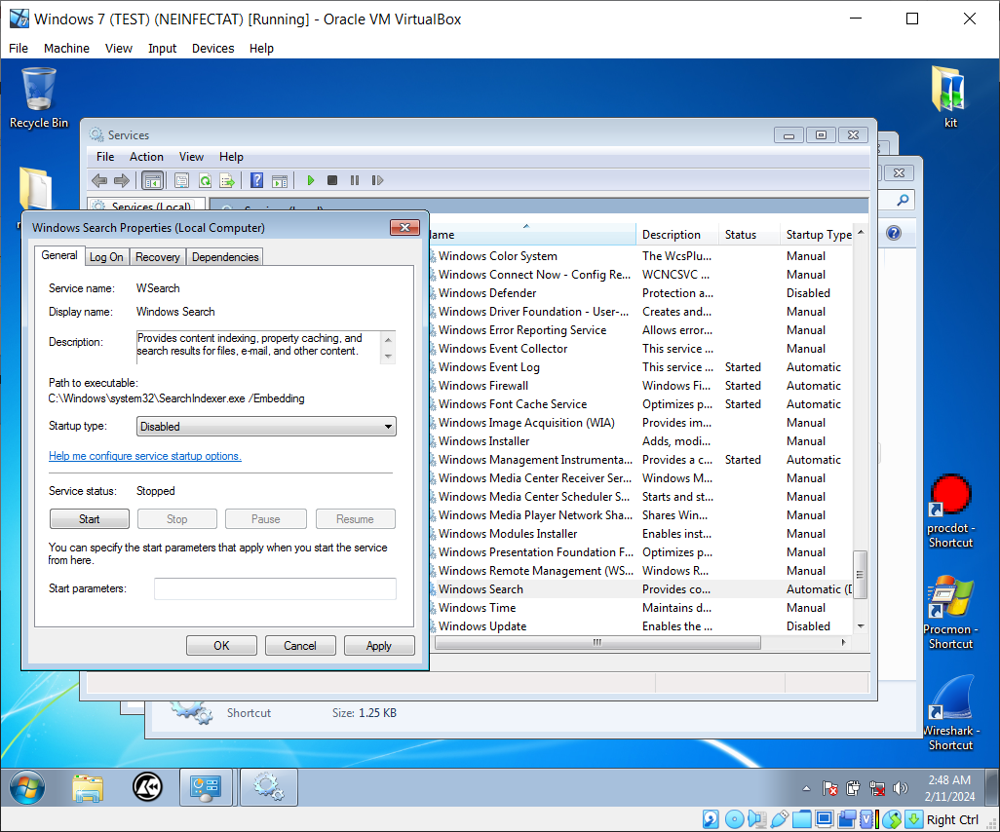 Windows 7 (TEST) (NEINFECTAT) [Running] - Oracle VM VirtualBox
File Machine View Input Devices Help
Recycle Bin
kit
Services
File Action View Help
Services (Local)
Windows Search Properties (Local Computer)
General Log On Recovery Dependencies
Service name: WSearch
Display name: Windows Search
Description: Provides content indexing, property caching, and
search results for files, e-mail, and other content.
Path to executable:
C:\Windows\system32\SearchIndexer.exe /Embedding
Startup type: Disabled
Help me configure service startup options.
Service status: Stopped
Start Stop Pause Resume
You can specify the start parameters that apply when you start the service
from here.
Start parameters:
OK Cancel Apply
Description Status Startup Type
Windows Color System The WcsPlu... Manual
Windows Connect Now - Config Re... WCNCSVC ... Manual
Windows Defender Protection a... Disabled
Windows Driver Foundation - User-... Creates and... Manual
Windows Error Reporting Service Allows error... Manual
Windows Event Collector This service ... Manual
Windows Event Log This service ... Started Automatic
Windows Firewall Windows Fi... Started Automatic
Windows Font Cache Service Optimizes p... Started Automatic
Windows Image Acquisition (WIA) Provides im... Manual
Windows Installer Adds, modi... Manual
Windows Management Instrumenta... Provides a c... Started Automatic
Windows Media Center Receiver Ser... Windows M... Manual
Windows Media Center Scheduler S... Starts and st... Manual
Windows Media Player Network Sha... Shares Win... Manual
Windows Modules Installer Enables inst... Manual
Windows Presentation Foundation F... Optimizes p... Manual
Windows Remote Management (WS... Windows R... Manual
Windows Search Provides co... Automatic (D
Windows Time Maintains d... Manual
Windows Update Enables the ... Disabled
Shortcut Size: 1.25 KB
procdot -
Shortcut
Procmon -
Shortcut
Wireshark -
Shortcut
2:48 AM
2/11/2024
Right Ctrl